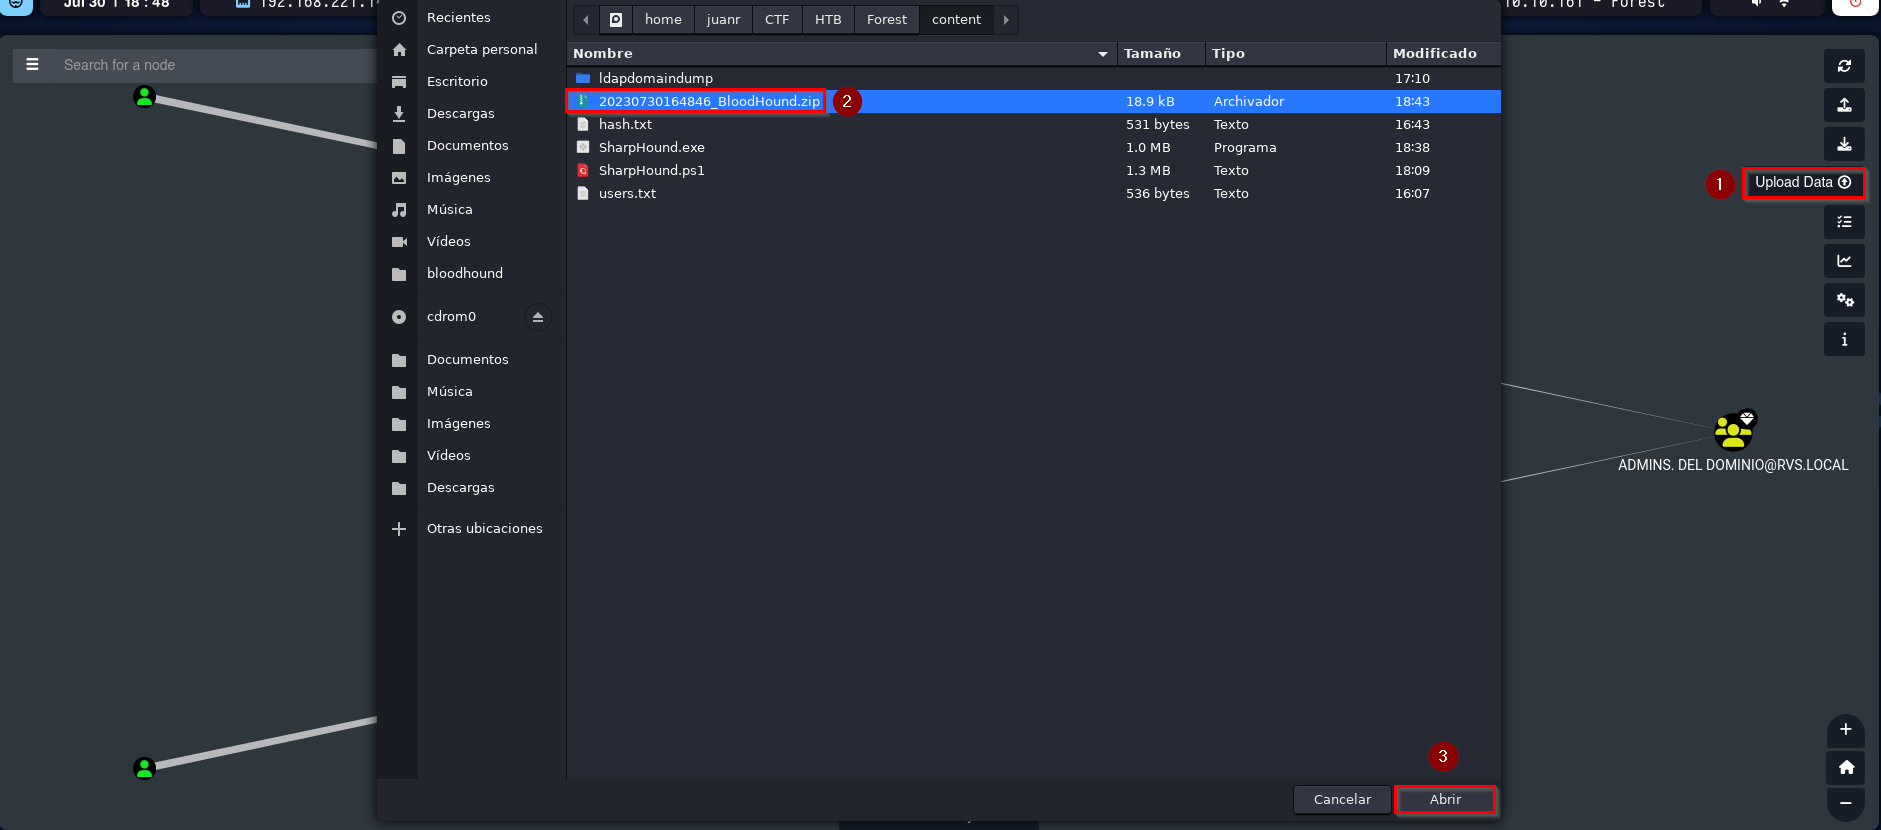 Jul 30 | 18:48
192.168.221.1
10.10.161 - Forest
Search for a node
Recientes
Carpeta personal
Escritorio
Descargas
Documentos
Imágenes
Música
Vídeos
bloodhound
cdrom0
Documentos
Música
Imágenes
Vídeos
Descargas
Otras ubicaciones
home juanr CTF HTB Forest content
Nombre Tamaño Tipo Modificado
ldapdomaindump 17:10
20230730164846_BloodHound.zip 2 18.9 kB Archivador 18:43
hash.txt 531 bytes Texto 16:43
SharpHound.exe 1.0 MB Programa 18:38
SharpHound.ps1 1.3 MB Texto 18:09
users.txt 536 bytes Texto 16:07
1 Upload Data
ADMINS. DEL DOMINIO@RVS.LOCAL
3
Cancelar Abrir